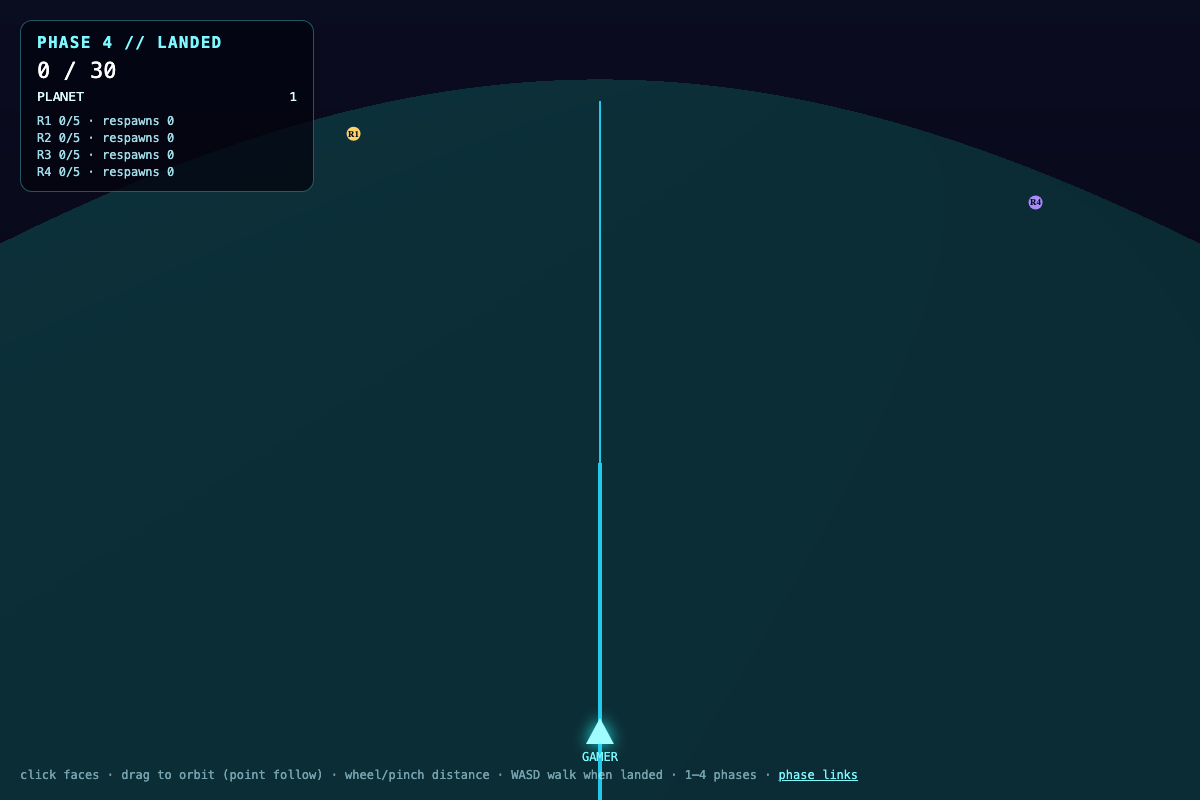 PHASE 4 // LANDED
0 / 30
PLANET 1
R1 0/5 · respawns 0
R2 0/5 · respawns 0
R3 0/5 · respawns 0
R4 0/5 · respawns 0
R1
R4
GAMER
click faces · drag to orbit (point follow) · wheel/pinch distance · WASD walk when landed · 1–4 phases · phase links